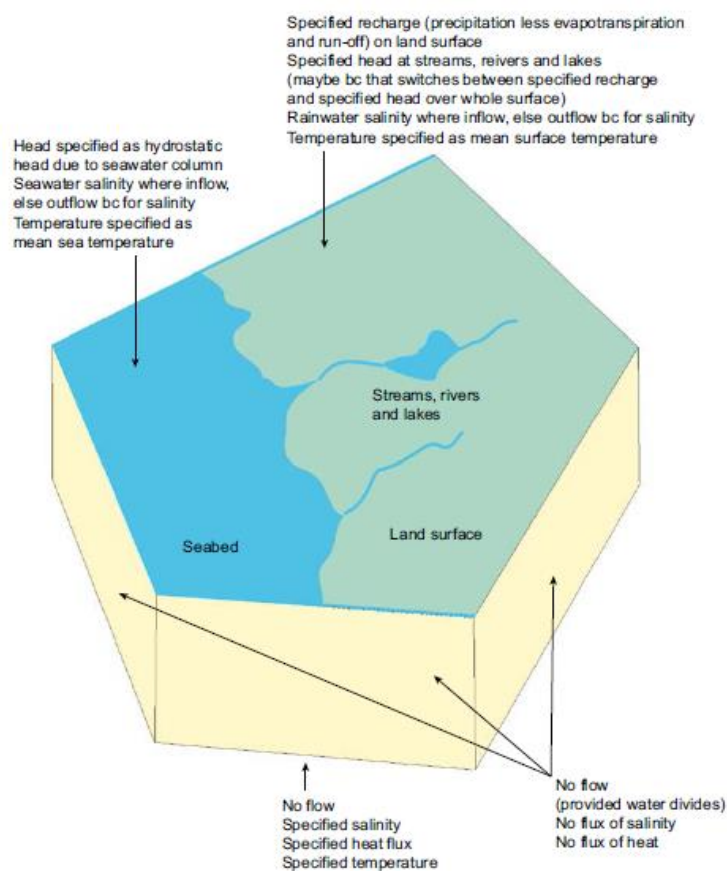 Specified recharge (precipitation less evapotranspiration
and run-off) on land surface
Specified head at streams, reivers and lakes
(maybe bc that switches between specified recharge
and specified head over whole surface)
Rainwater salinity where inflow, else outflow bc for salinity
Temperature specified as mean surface temperature
Head specified as hydrostatic
head due to seawater column
Seawater salinity where inflow,
else outflow bc for salinity
Temperature specified as
mean sea temperature
Streams, rivers
and lakes
Seabed
Land surface
No flow
Specified salinity
Specified heat flux
Specified temperature
No flow
(provided water divides)
No flux of salinity
No flux of heat